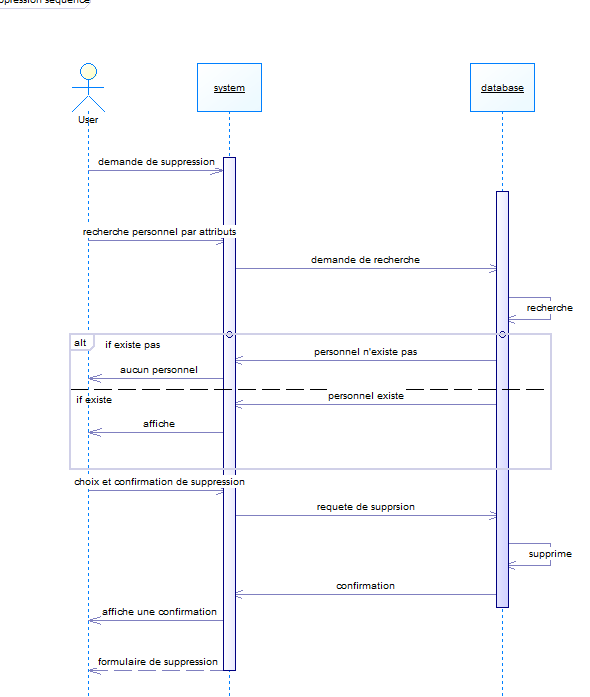 sequence
User
system
database
demande de suppression
recherche personnel par attributs
demande de recherche
recherche
alt
if existe pas
personnel n'existe pas
aucun personnel
if existe
personnel existe
affiche
choix et confirmation de suppression
requete de supprsion
supprime
confirmation
affiche une confirmation
formulaire de suppression